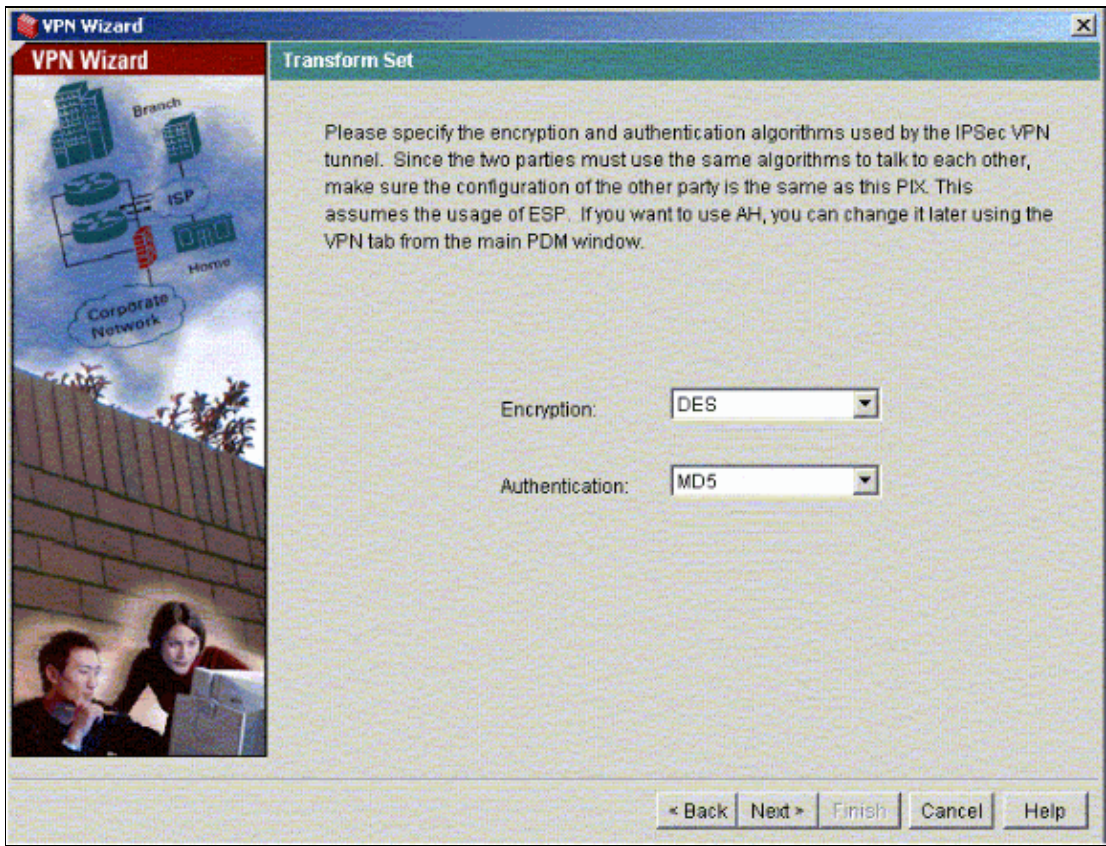 VPN Wizard
VPN Wizard
Transform Set
Branch
ISP
Home
Corporate
Network
Please specify the encryption and authentication algorithms used by the IPSec VPN
tunnel. Since the two parties must use the same algorithms to talk to each other,
make sure the configuration of the other party is the same as this PIX. This
assumes the usage of ESP. If you want to use AH, you can change it later using the
VPN tab from the main PDM window.
Encryption: DES
Authentication: MD5
< Back Next > Finish Cancel Help